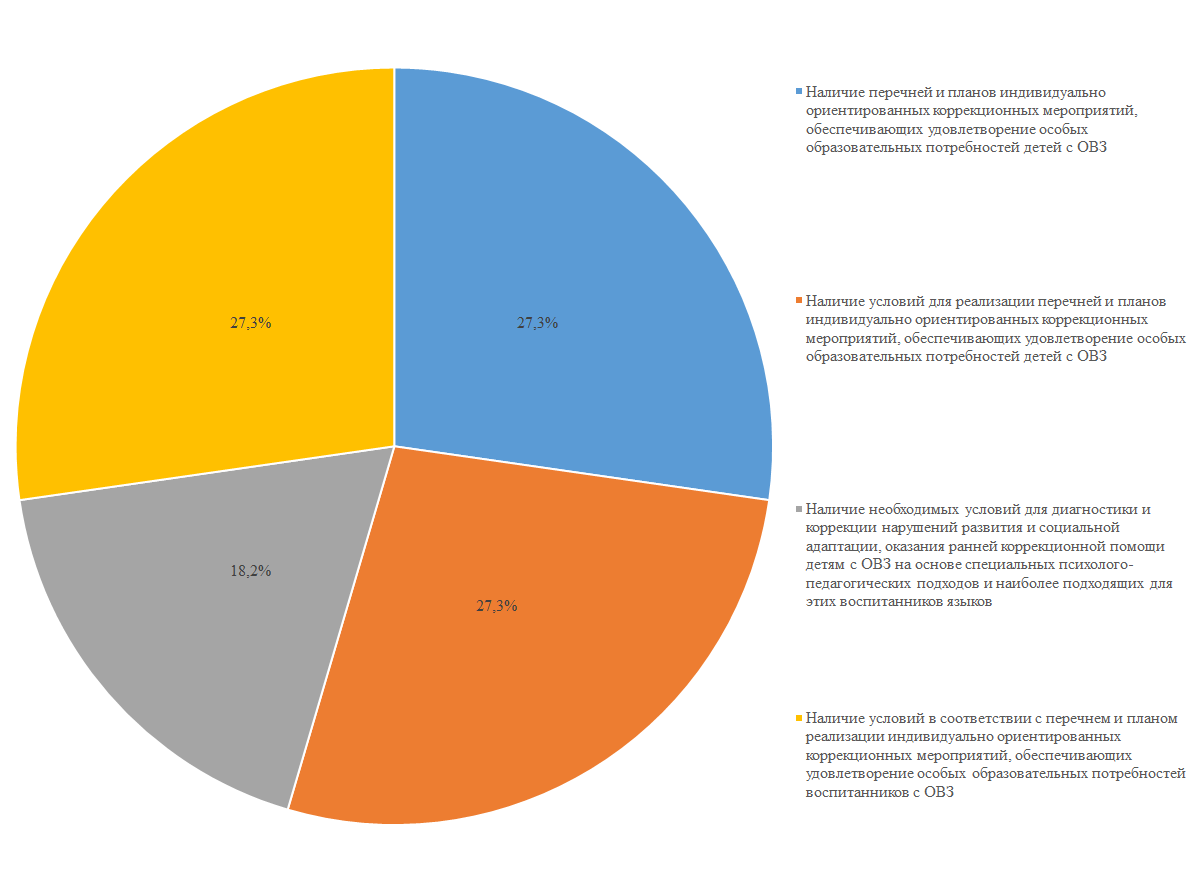 Наличие перечней и планов индивидуально
ориентированных коррекционных мероприятий,
обеспечивающих удовлетворение особых
образовательных потребностей детей с ОВЗ
27,3%
27,3%
Наличие условий для реализации перечней и планов
индивидуально ориентированных коррекционных
мероприятий, обеспечивающих удовлетворение особых
образовательных потребностей детей с ОВЗ
18,2%
27,3%
Наличие необходимых условий для диагностики и
коррекции нарушений развития и социальной
адаптации, оказания ранней коррекционной помощи
детям с ОВЗ на основе специальных психолого-
педагогических подходов и наиболее подходящих для
этих воспитанников языков
Наличие условий в соответствии с перечнем и планом
реализации индивидуально ориентированных
коррекционных мероприятий, обеспечивающих
удовлетворение особых образовательных потребностей
воспитанников с ОВЗ